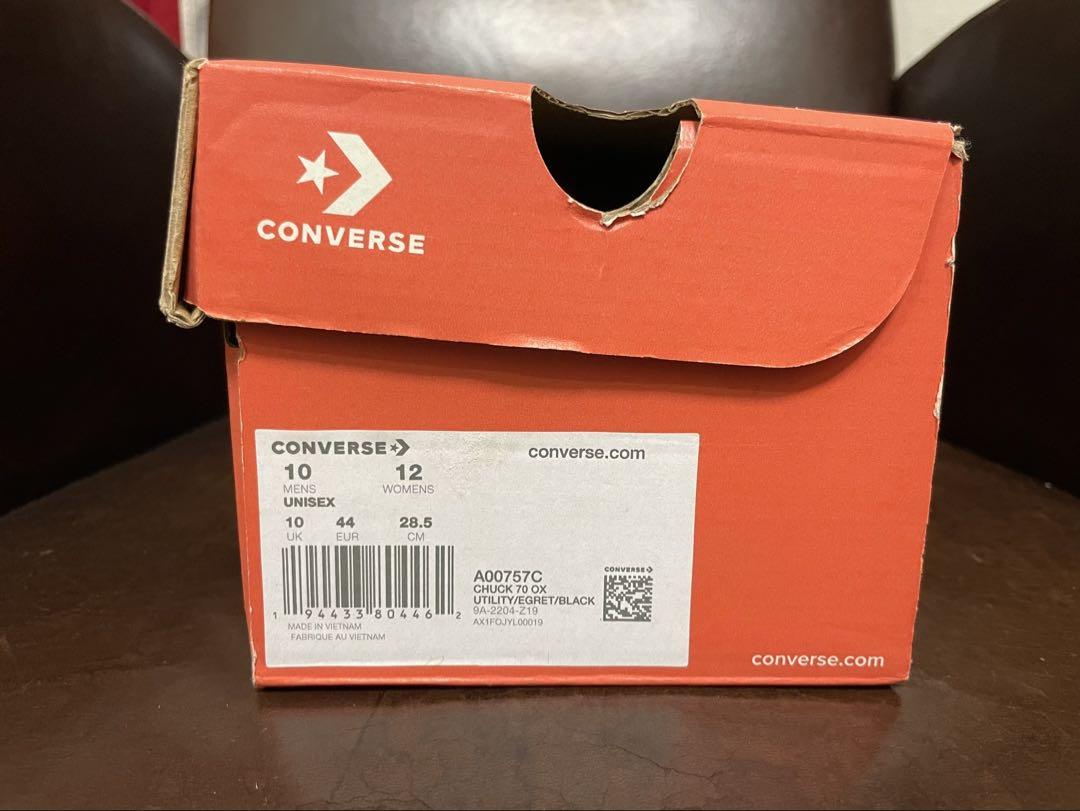 CONVERSE
CONVERSE
converse.com
10 12
MENS WOMENS
UNISEX
10 44 28.5
UK EUR CM
1 94433 80446 2
MADE IN VIETNAM
FABRIQUE AU VIETNAM
A00757C
CHUCK 70 OX
UTILITY/EGRET/BLACK
9A-2204-Z19
AX1FOJYL00019
CONVERSE
converse.com